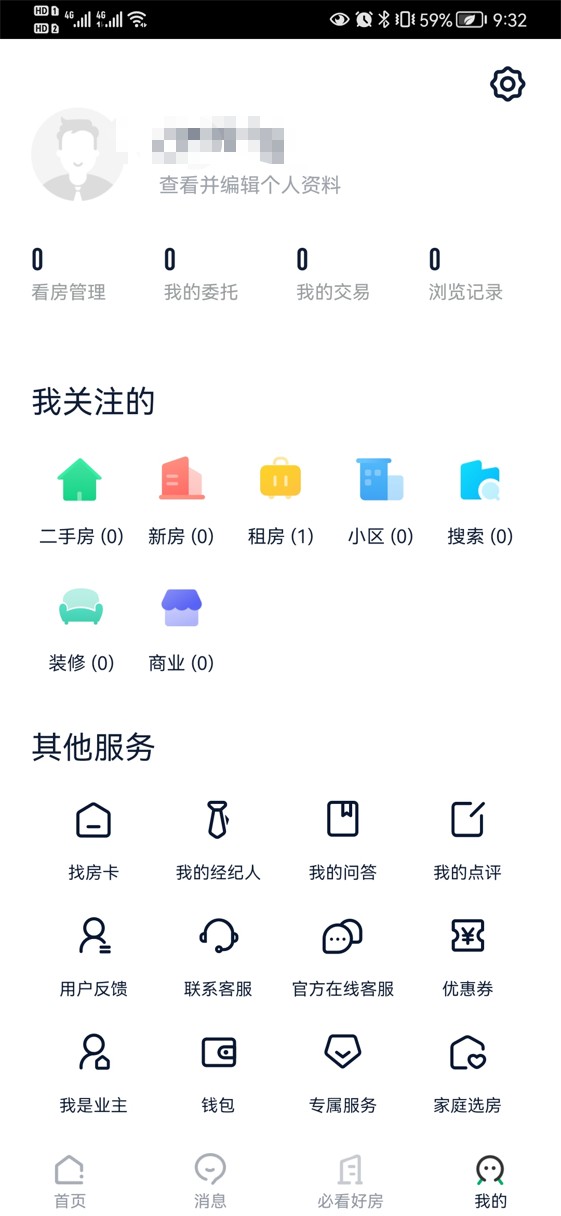 HD 1 4G 4G 59% 9:32
HD 2
查看并编辑个人资料
0 0 0 0
看房管理 我的委托 我的交易 浏览记录
我关注的
二手房 (0) 新房 (0) 租房 (1) 小区 (0) 搜索 (0)
装修 (0) 商业 (0)
其他服务
找房卡 我的经纪人 我的问答 我的点评
用户反馈 联系客服 官方在线客服 优惠券
我是业主 钱包 专属服务 家庭选房
首页 消息 必看好房 我的